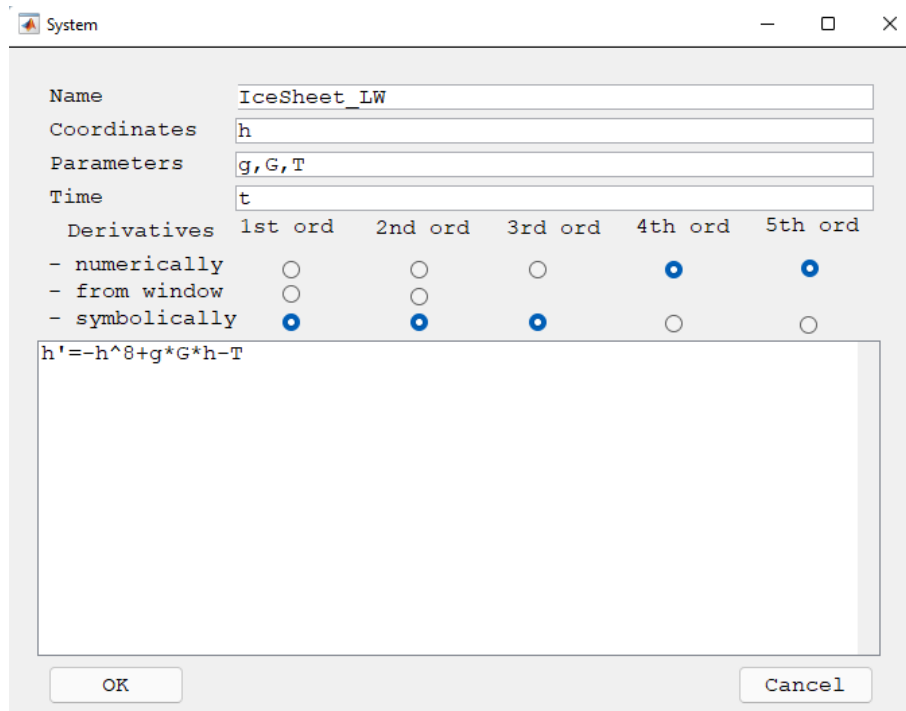 System
Name IceSheet_LW
Coordinates h
Parameters g,G,T
Time t
Derivatives 1st ord 2nd ord 3rd ord 4th ord 5th ord
- numerically
- from window
- symbolically
h'=-h^8+g*G*h-T
OK Cancel